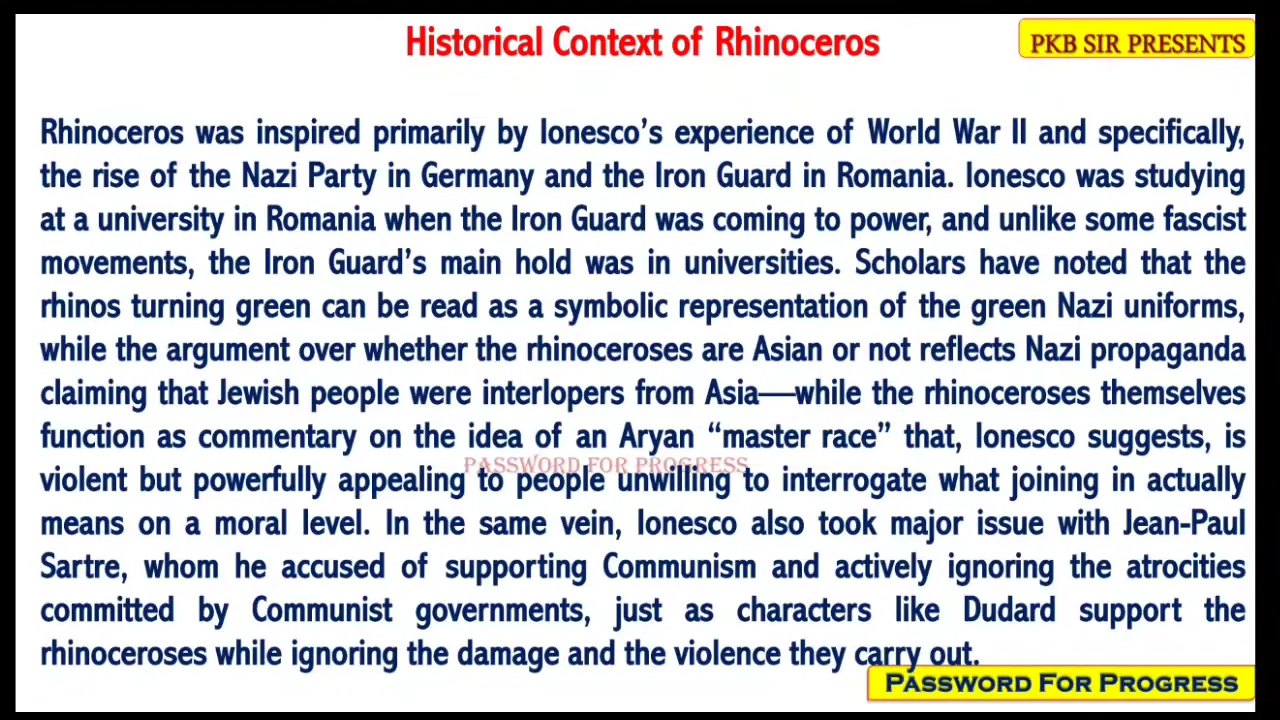 Historical Context of Rhinoceros
PKB SIR PRESENTS
Rhinoceros was inspired primarily by Ionesco’s experience of World War II and specifically,
the rise of the Nazi Party in Germany and the Iron Guard in Romania. Ionesco was studying
at a university in Romania when the Iron Guard was coming to power, and unlike some fascist
movements, the Iron Guard’s main hold was in universities. Scholars have noted that the
rhinos turning green can be read as a symbolic representation of the green Nazi uniforms,
while the argument over whether the rhinoceroses are Asian or not reflects Nazi propaganda
claiming that Jewish people were interlopers from Asia—while the rhinoceroses themselves
function as commentary on the idea of an Aryan “master race” that, Ionesco suggests, is
PASSWORD FOR PROGRESS
violent but powerfully appealing to people unwilling to interrogate what joining in actually
means on a moral level. In the same vein, Ionesco also took major issue with Jean-Paul
Sartre, whom he accused of supporting Communism and actively ignoring the atrocities
committed by Communist governments, just as characters like Dudard support the
rhinoceroses while ignoring the damage and the violence they carry out.
PASSWORD FOR PROGRESS